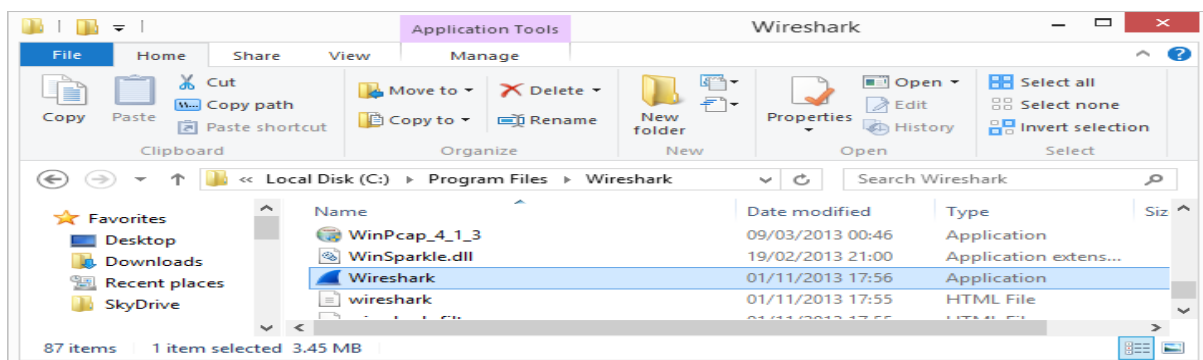 Application Tools
Wireshark
File Home Share View Manage
Copy
Paste
Cut
Copy path
Paste shortcut
Clipboard
Move to
Copy to
Delete
Rename
Organize
New folder
New
Properties
Open
Edit
History
Open
Select all
Select none
Invert selection
Select
« Local Disk (C:) Program Files Wireshark
Search Wireshark
Favorites
Desktop
Downloads
Recent places
SkyDrive
Name Date modified Type Siz
WinPcap_4_1_3 09/03/2013 00:46 Application
WinSparkle.dll 19/02/2013 21:00 Application extens...
Wireshark 01/11/2013 17:56 Application
wireshark 01/11/2013 17:55 HTML File
87 items 1 item selected 3.45 MB